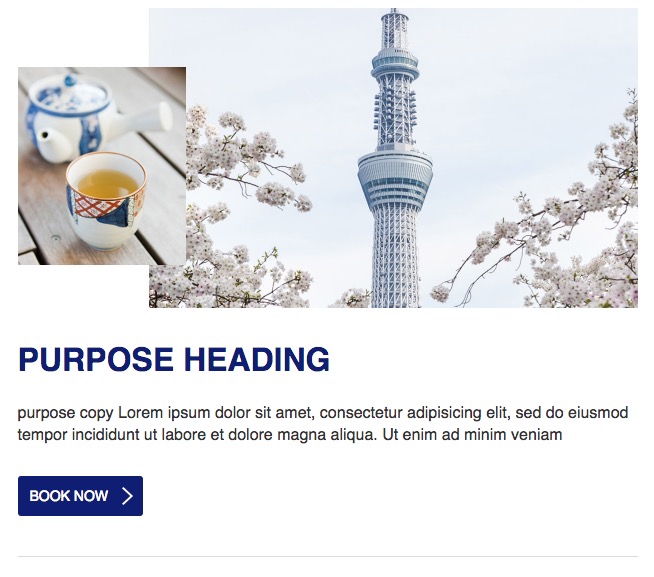 PURPOSE HEADING
purpose copy Lorem ipsum dolor sit amet, consectetur adipisicing elit, sed do eiusmod
tempor incididunt ut labore et dolore magna aliqua. Ut enim ad minim veniam
BOOK NOW